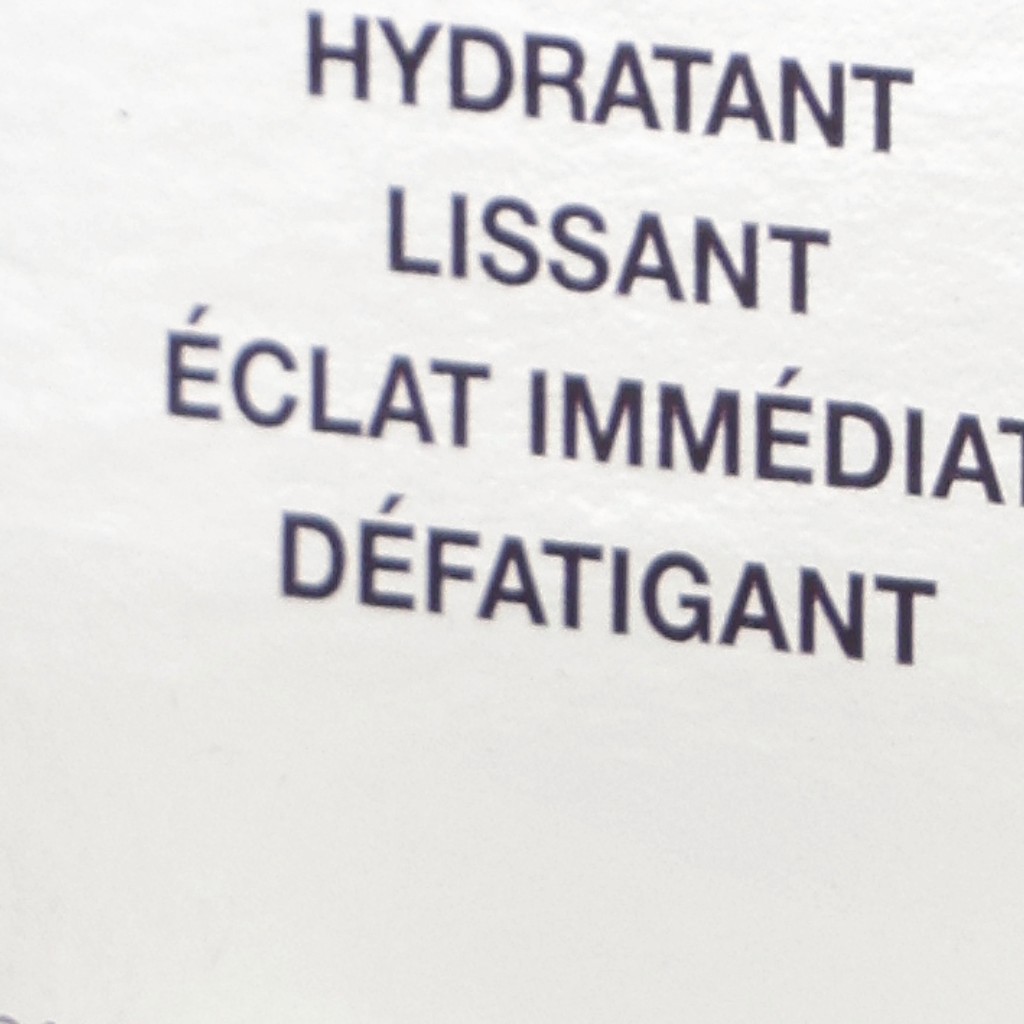 HYDRATANT
LISSANT
ÉCLAT IMMÉDIAT
DÉFATIGANT